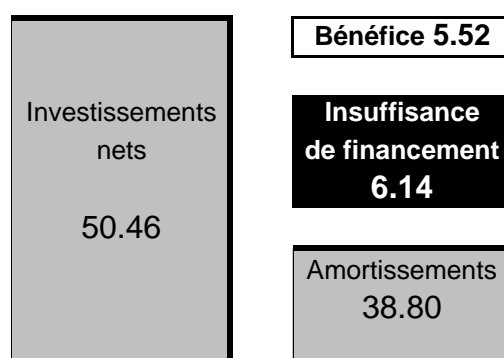 Investissements
nets
50.46
Bénéfice 5.52
Insuffisance
de financement
6.14
Amortissements
38.80